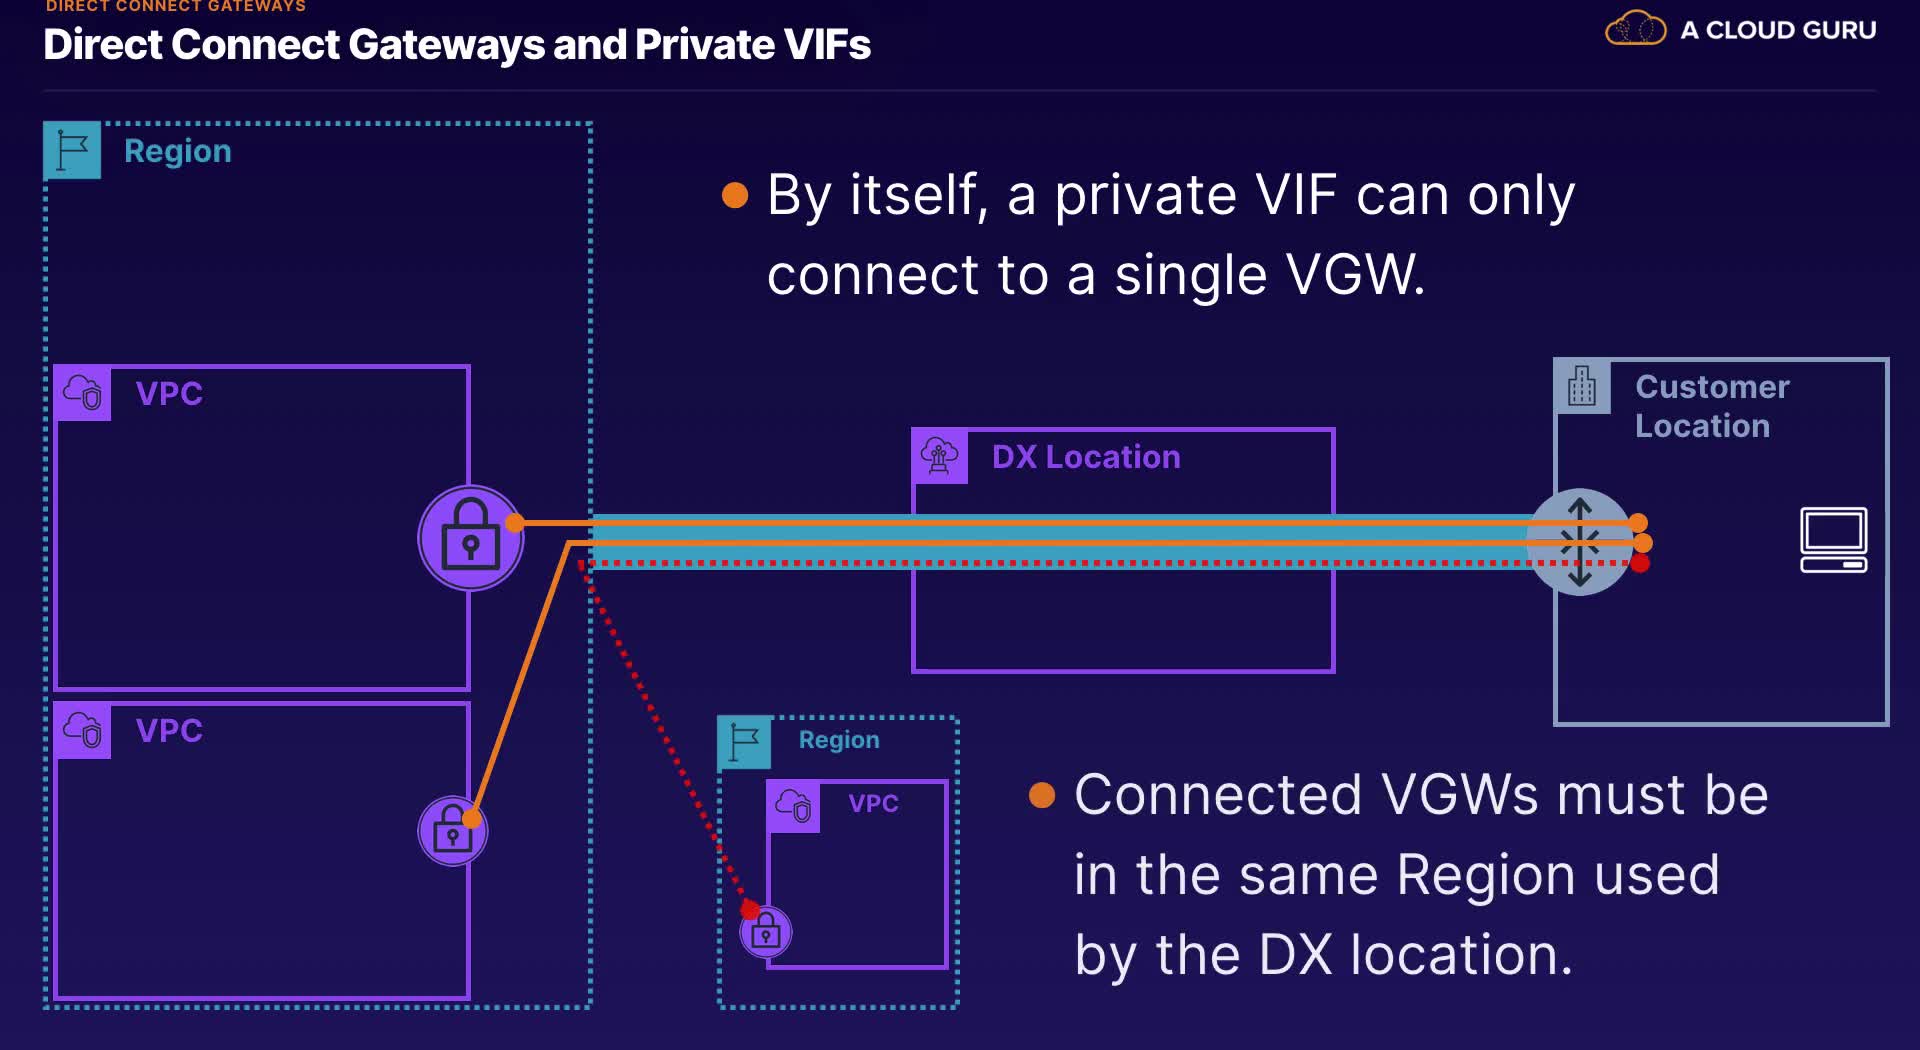 DIRECT CONNECT GATEWAYS
Direct Connect Gateways and Private VIFs
A CLOUD GURU
Region
By itself, a private VIF can only
connect to a single VGW.
VPC
Customer
Location
DX Location
VPC
Region
VPC
Connected VGWs must be
in the same Region used
by the DX location.